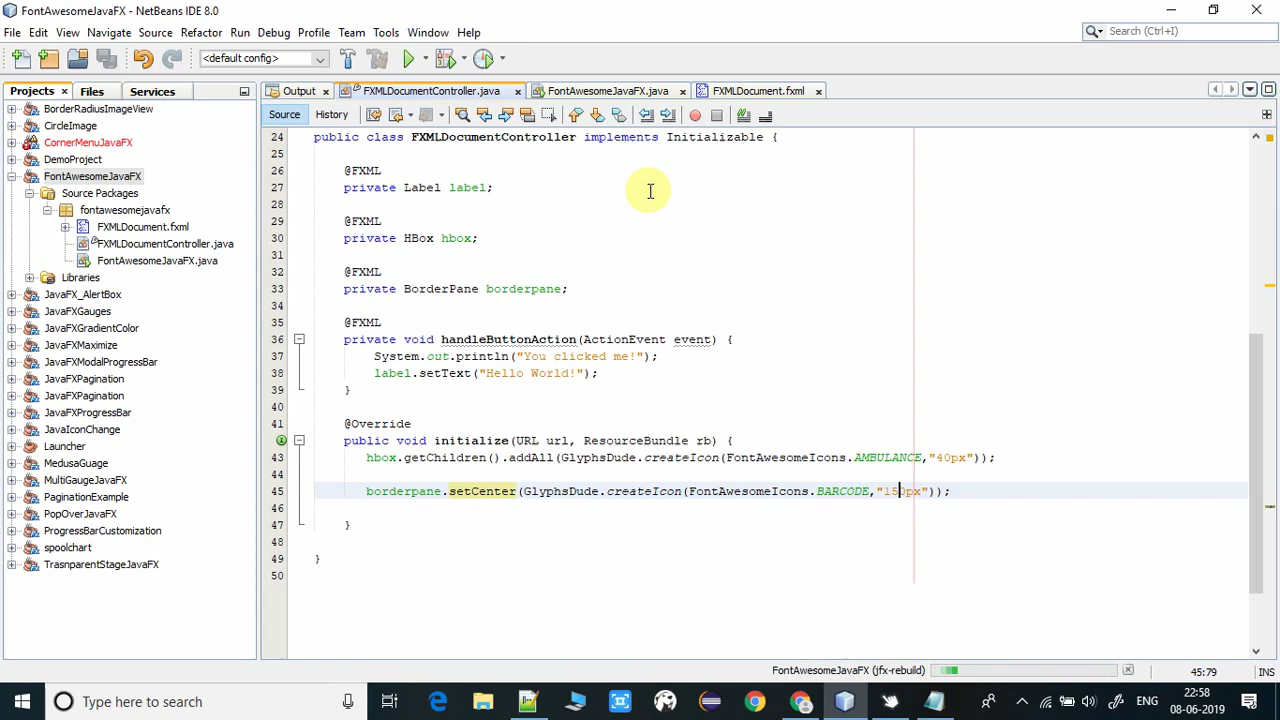 FontAwesomeJavaFX - NetBeans IDE 8.0
File Edit View Navigate Source Refactor Run Debug Profile Team Tools Window Help
Search (Ctrl+I)
<default config>
Projects Files Services
Output FXMLDocumentController.java FontAwesomeJavaFX.java FXMLDocument.fxml
Source History
BorderRadiusImageView
CircleImage
CornerMenuJavaFX
DemoProject
FontAwesomeJavaFX
Source Packages
fontawesomejavafx
FXMLDocument.fxml
FXMLDocumentController.java
FontAwesomeJavaFX.java
Libraries
JavaFX_AlertBox
JavaFXGauges
JavaFXGradientColor
JavaFXMaximize
JavaFXModalProgressBar
JavaFXPagination
JavaFXPagination
JavaFXProgressBar
JavaIconChange
Launcher
MedusaGuage
MultiGaugeJavaFX
PaginationExample
PopOverJavaFX
ProgressBarCustomization
spoolchart
TrasnparentStageJavaFX
24 public class FXMLDocumentController implements Initializable {
25
26 @FXML
27 private Label label;
28
29 @FXML
30 private HBox hbox;
31
32 @FXML
33 private BorderPane borderpane;
34
35 @FXML
36 private void handleButtonAction(ActionEvent event) {
37 System.out.println("You clicked me!");
38 label.setText("Hello World!");
39 }
40
41 @Override
42 public void initialize(URL url, ResourceBundle rb) {
43 hbox.getChildren().addAll(GlyphsDude.createIcon(FontAwesomeIcons.AMBULANCE,"40px"));
44
45 borderpane.setCenter(GlyphsDude.createIcon(FontAwesomeIcons.BARCODE,"150px"));
46
47 }
48
49 }
50
FontAwesomeJavaFX (jfx-rebuild) 45:79 INS
Type here to search
ENG
22:58
08-06-2019